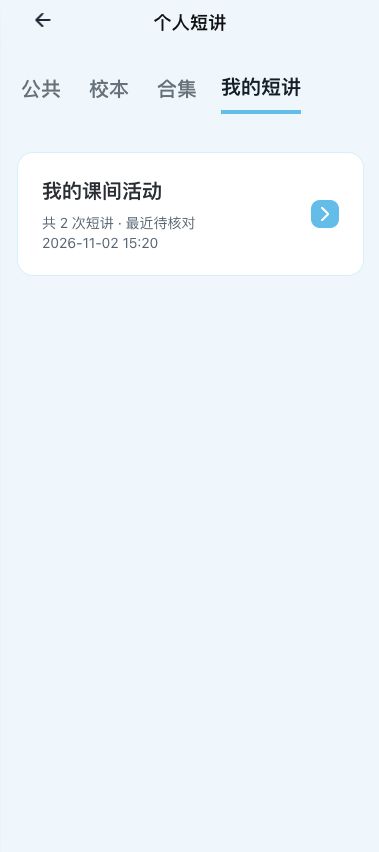 个人短讲
公共 校本 合集 我的短讲
我的课间活动
共 2 次短讲 · 最近待核对
2026-11-02 15:20